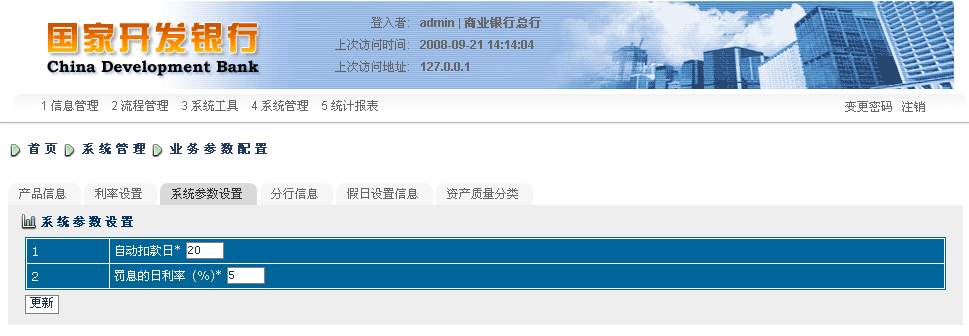 国家开发银行
China Development Bank
登入者: admin | 商业银行总行
上次访问时间: 2008-09-21 14:14:04
上次访问地址: 127.0.0.1
1 信息管理 2 流程管理 3 系统工具 4 系统管理 5 统计报表 变更密码 注销
首页 系统管理 业务参数配置
产品信息 利率设置 系统参数设置 分行信息 假日设置信息 资产质量分类
系统参数设置
1 自动扣款日* 20
2 罚息的日利率 (%)* 5
更新